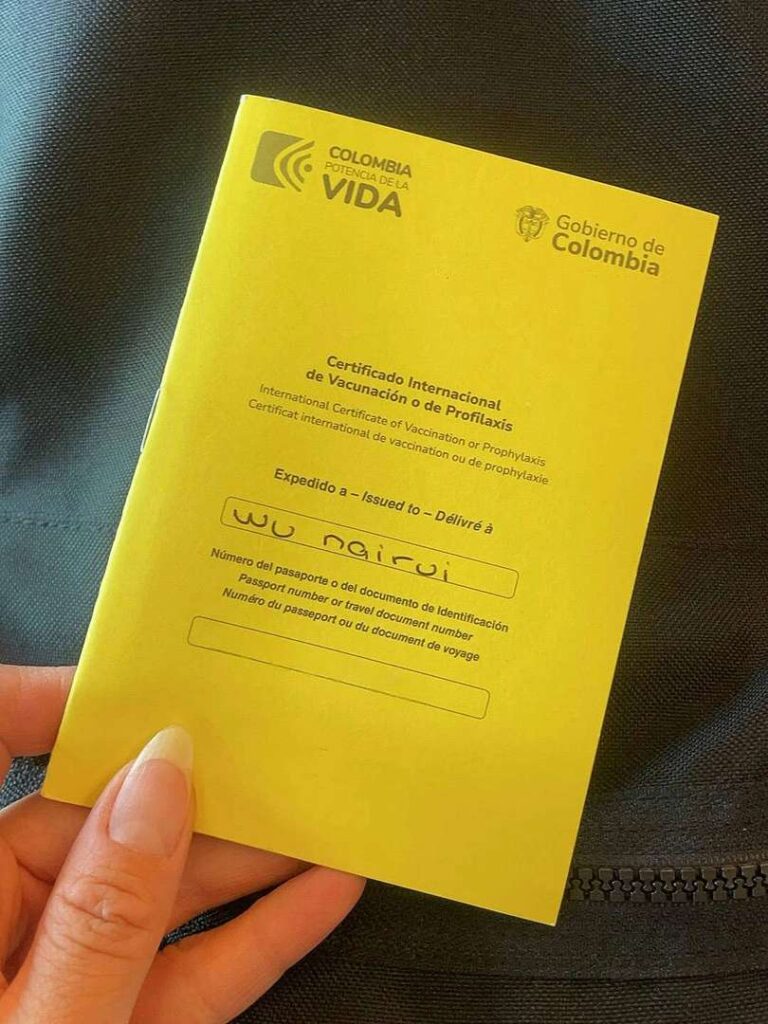 COLOMBIA
POTENCIA DE LA
VIDA
Gobierno de
Colombia
Certificado Internacional
de Vacunación o de Profilaxis
International Certificate of Vaccination or Prophylaxis
Certificat international de vaccination ou de prophylaxie
Expedido a – Issued to – Délivré à
wu nairui
Número del pasaporte o del documento de Identificación
Passport number or travel document number
Numéro du passeport ou du document de voyage